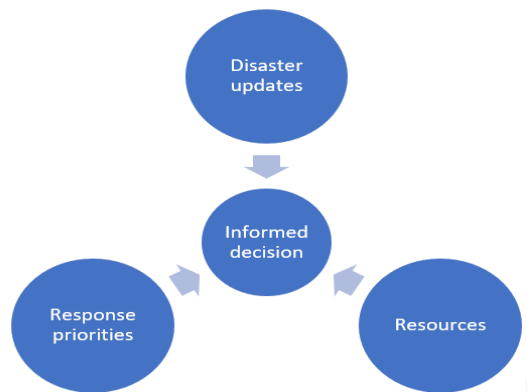 Disaster
updates
Informed
decision
Response
priorities
Resources